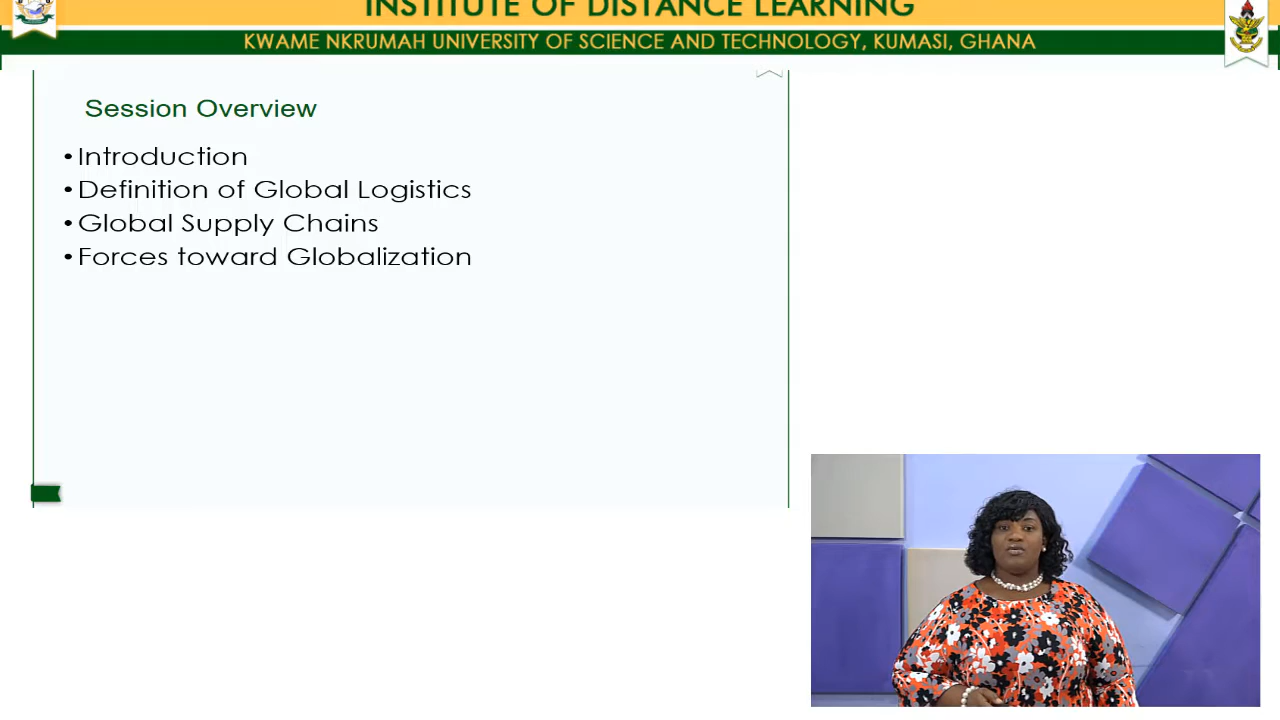 INSTITUTE OF DISTANCE LEARNING
KWAME NKRUMAH UNIVERSITY OF SCIENCE AND TECHNOLOGY, KUMASI, GHANA
Session Overview
• Introduction
• Definition of Global Logistics
• Global Supply Chains
• Forces toward Globalization